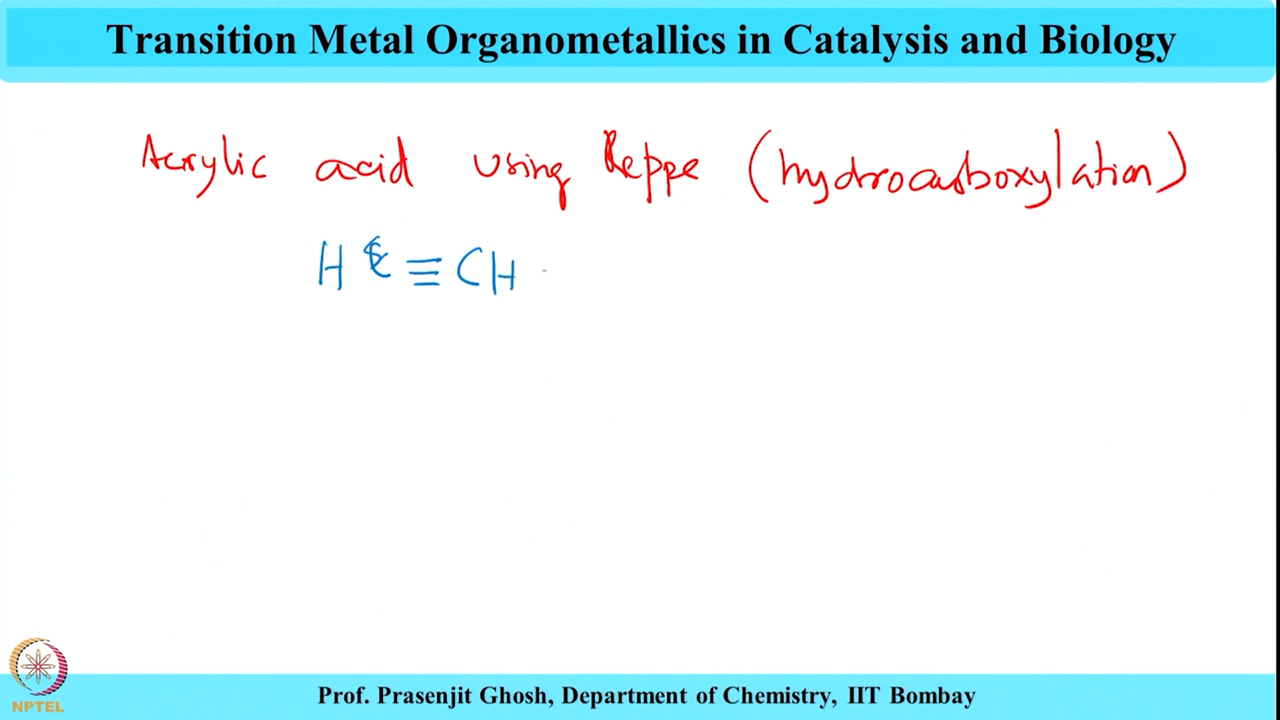 Transition Metal Organometallics in Catalysis and Biology
Acrylic acid using Reppe (hydrocarboxylation)
HC≡CH
NPTEL
Prof. Prasenjit Ghosh, Department of Chemistry, IIT Bombay